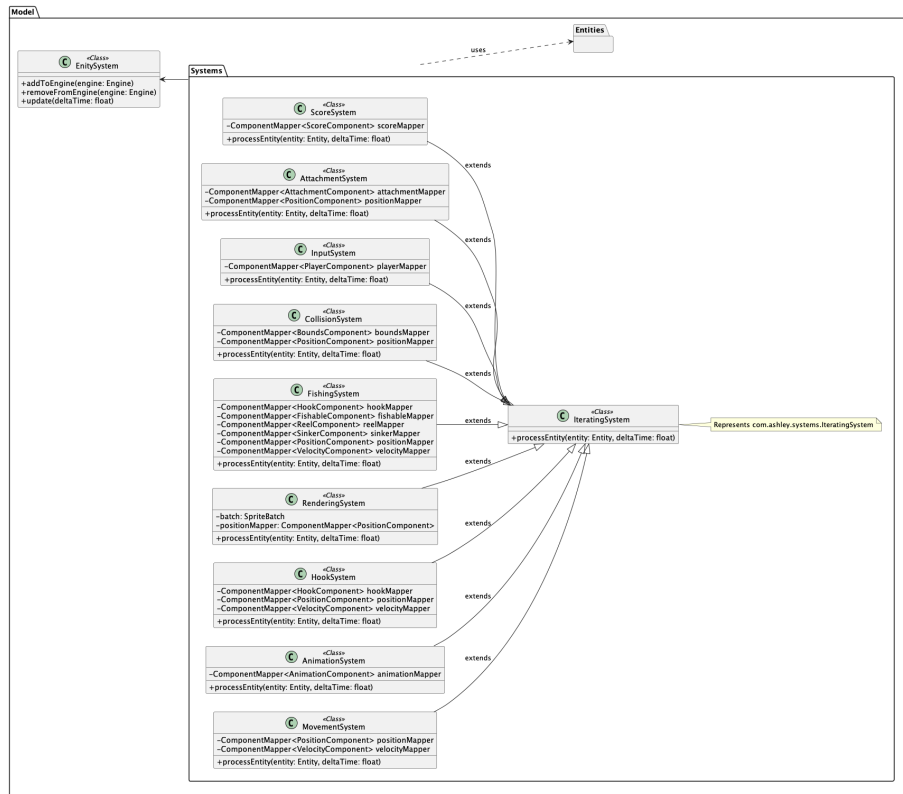 Model
Entities
uses
«Class»
C EnitySystem
+addToEngine(engine: Engine)
+removeFromEngine(engine: Engine)
+update(deltaTime: float)
Systems
«Class»
C ScoreSystem
-ComponentMapper<ScoreComponent> scoreMapper
+processEntity(entity: Entity, deltaTime: float)
extends
«Class»
C AttachmentSystem
-ComponentMapper<AttachmentComponent> attachmentMapper
-ComponentMapper<PositionComponent> positionMapper
+processEntity(entity: Entity, deltaTime: float)
extends
«Class»
C InputSystem
-ComponentMapper<PlayerComponent> playerMapper
+processEntity(entity: Entity, deltaTime: float)
extends
«Class»
C CollisionSystem
-ComponentMapper<BoundsComponent> boundsMapper
-ComponentMapper<PositionComponent> positionMapper
+processEntity(entity: Entity, deltaTime: float)
extends
«Class»
C FishingSystem
-ComponentMapper<HookComponent> hookMapper
-ComponentMapper<FishableComponent> fishableMapper
-ComponentMapper<ReelComponent> reelMapper
-ComponentMapper<SinkerComponent> sinkerMapper
-ComponentMapper<PositionComponent> positionMapper
-ComponentMapper<VelocityComponent> velocityMapper
+processEntity(entity: Entity, deltaTime: float)
extends
«Class»
C IteratingSystem
+processEntity(entity: Entity, deltaTime: float)
Represents com.ashley.systems.IteratingSystem
extends
«Class»
C RenderingSystem
-batch: SpriteBatch
-positionMapper: ComponentMapper<PositionComponent>
+processEntity(entity: Entity, deltaTime: float)
extends
«Class»
C HookSystem
-ComponentMapper<HookComponent> hookMapper
-ComponentMapper<PositionComponent> positionMapper
-ComponentMapper<VelocityComponent> velocityMapper
+processEntity(entity: Entity, deltaTime: float)
extends
«Class»
C AnimationSystem
-ComponentMapper<AnimationComponent> animationMapper
+processEntity(entity: Entity, deltaTime: float)
extends
«Class»
C MovementSystem
-ComponentMapper<PositionComponent> positionMapper
-ComponentMapper<VelocityComponent> velocityMapper
+processEntity(entity: Entity, deltaTime: float)